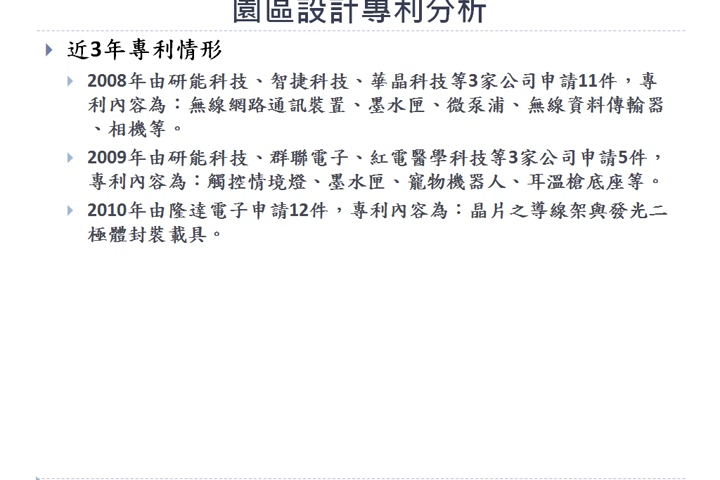 園區設計專利分析
近3年專利情形
2008年由研能科技、智捷科技、華晶科技等3家公司申請11件，專
利內容為：無線網路通訊裝置、墨水匣、微泵浦、無線資料傳輸器
、相機等。
2009年由研能科技、群聯電子、紅電醫學科技等3家公司申請5件，
專利內容為：觸控情境燈、墨水匣、寵物機器人、耳溫槍底座等。
2010年由隆達電子申請12件，專利內容為：晶片之導線架與發光二
極體封裝載具。